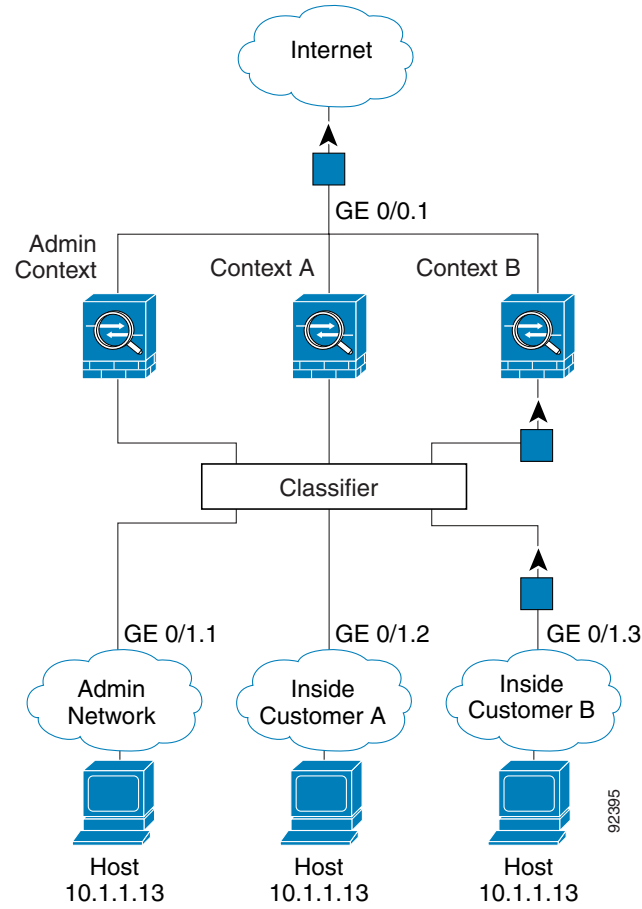 Internet
GE 0/0.1
Admin
Context
Context A
Context B
Classifier
GE 0/1.1
GE 0/1.2
GE 0/1.3
Admin
Network
Inside
Customer A
Inside
Customer B
Host
10.1.1.13
Host
10.1.1.13
Host
10.1.1.13
92395